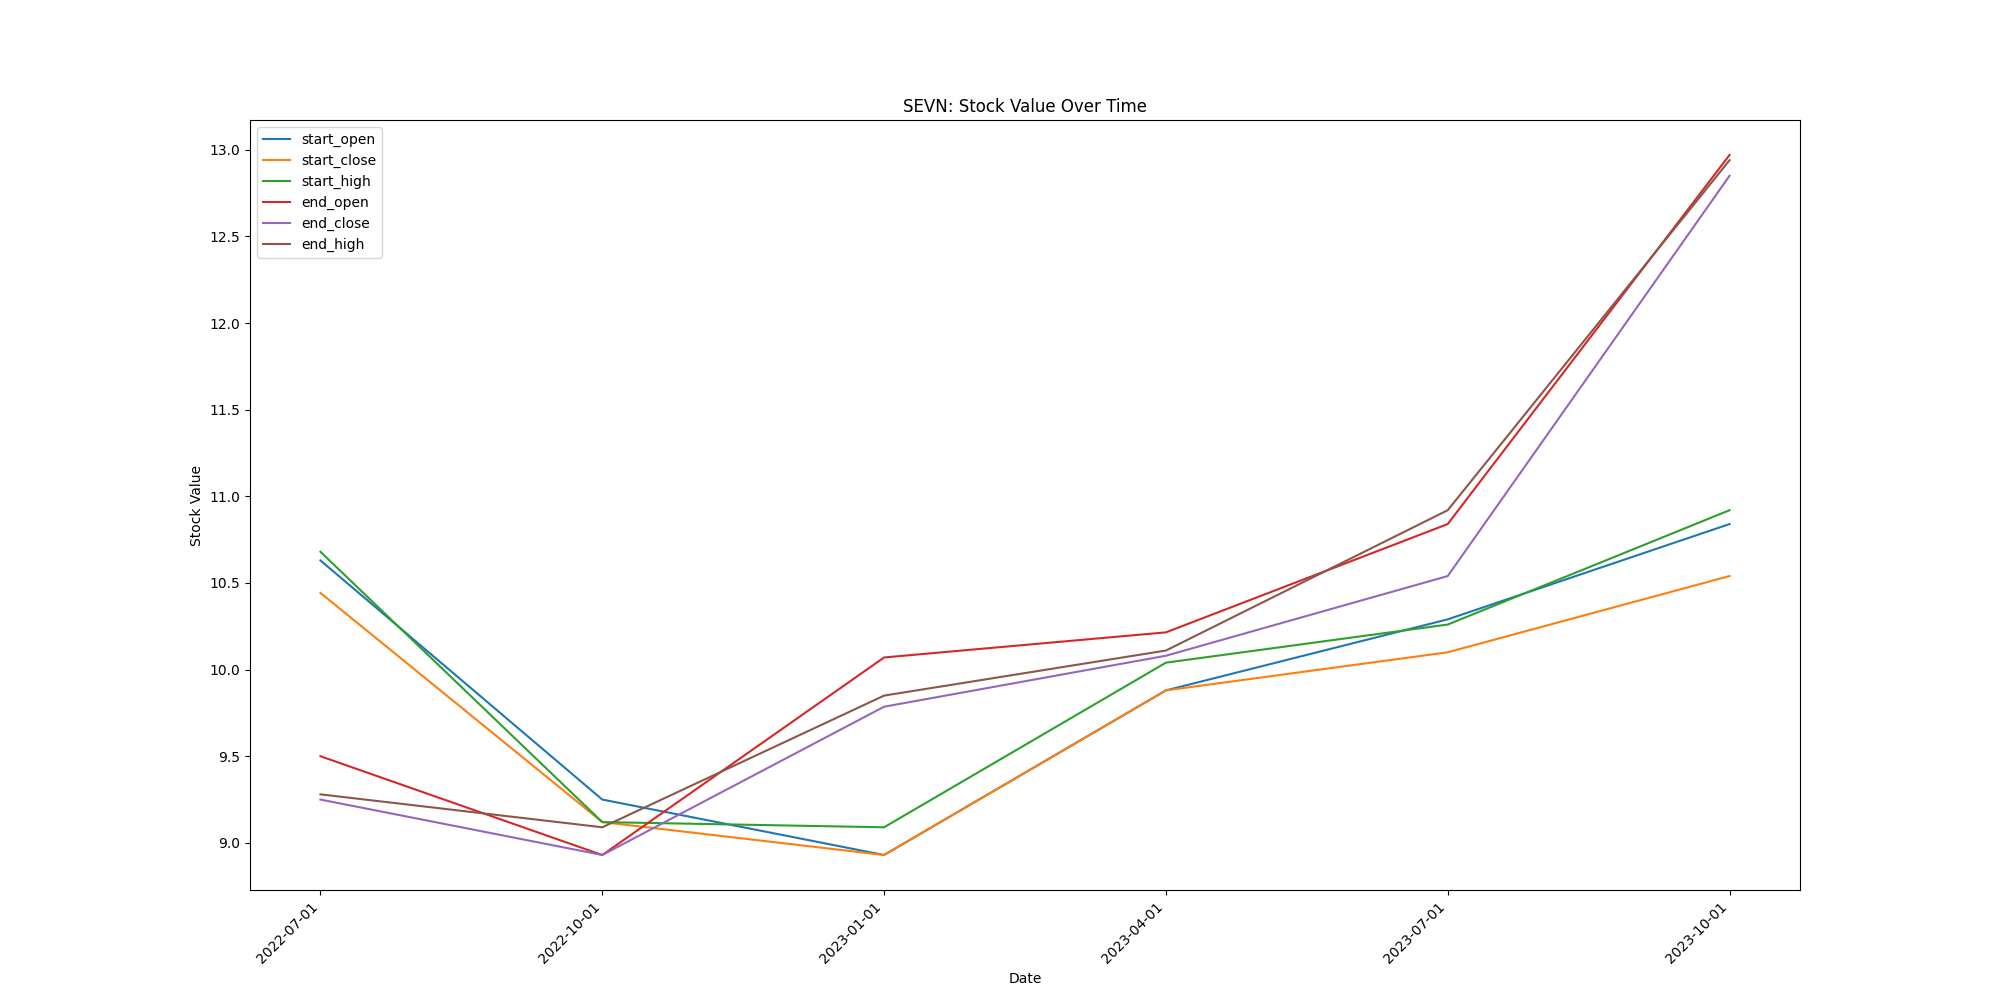 SEVN: Stock Value Over Time
start_open
start_close
start_high
end_open
end_close
end_high
13.0
12.5
12.0
11.5
11.0
10.5
10.0
9.5
9.0
Stock Value
2022-07-01
2022-10-01
2023-01-01
2023-04-01
2023-07-01
2023-10-01
Date